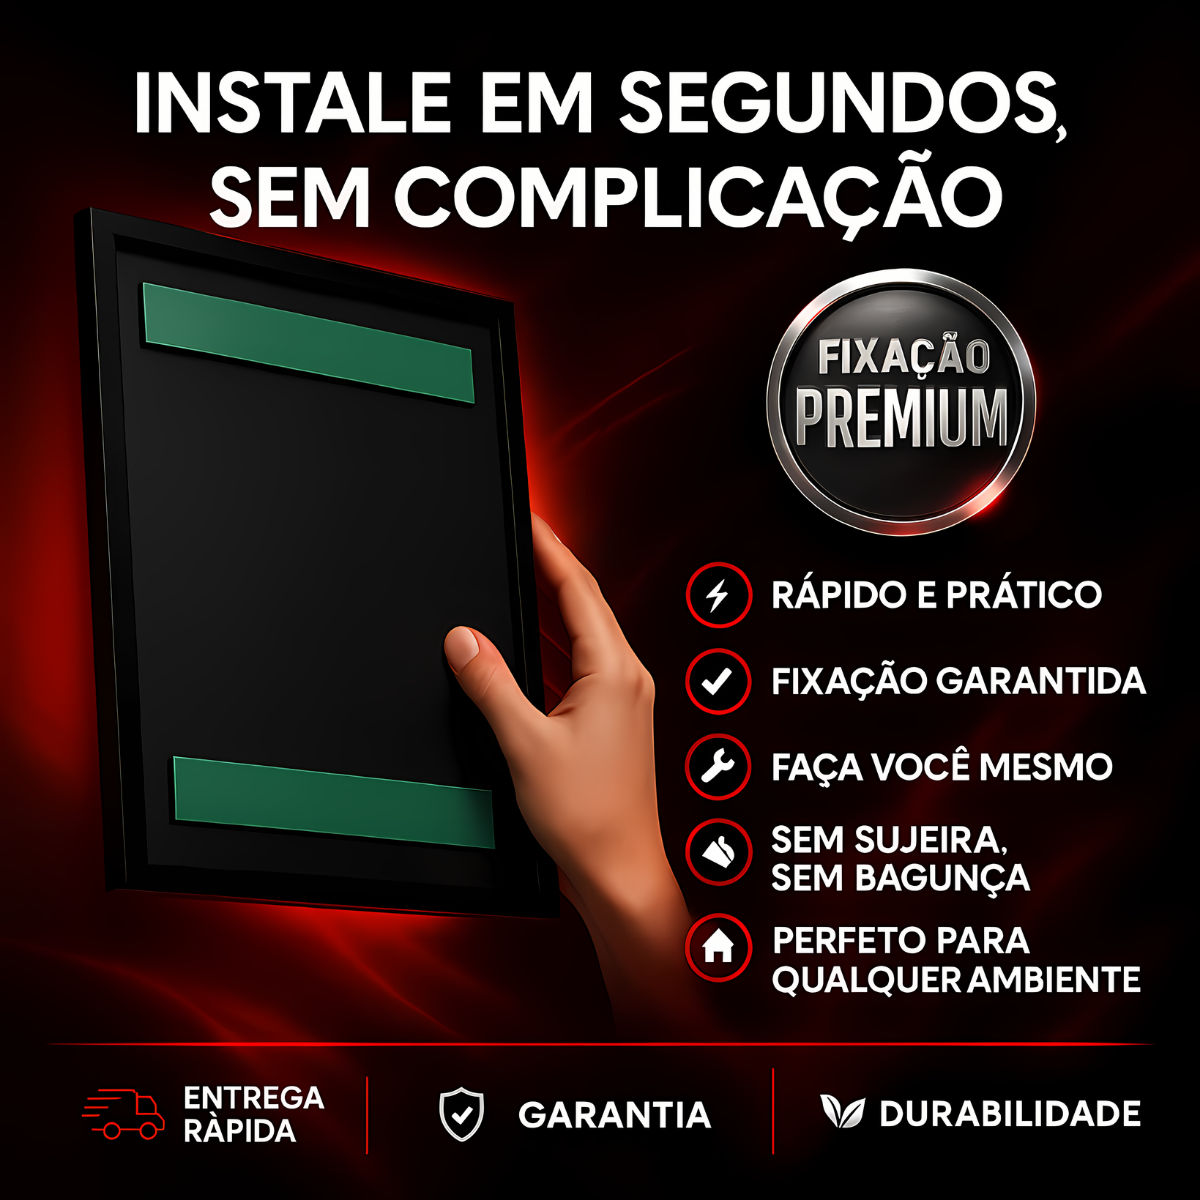 INSTALE EM SEGUNDOS,
SEM COMPLICAÇÃO
FIXAÇÃO
PREMIUM
RÁPIDO E PRÁTICO
FIXAÇÃO GARANTIDA
FAÇA VOCÊ MESMO
SEM SUJEIRA,
SEM BAGUNÇA
PERFETO PARA
QUALQUER AMBIENTE
ENTREGA
RÀPIDA
GARANTIA
DURABILIDADE